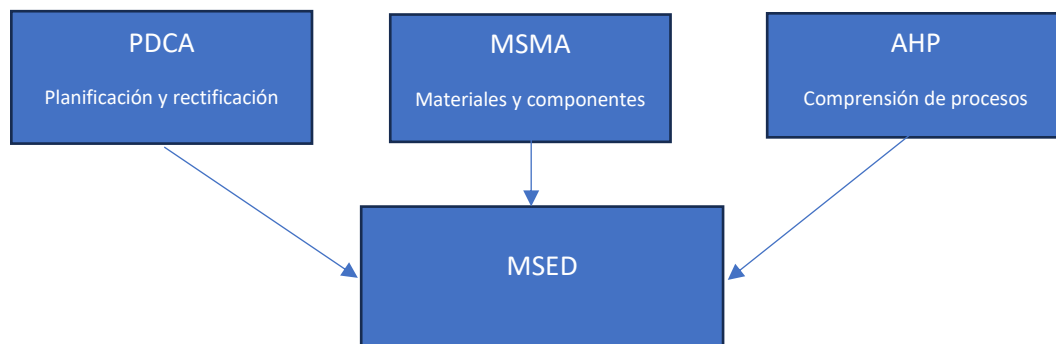 PDCA
Planificación y rectificación
MSMA
Materiales y componentes
AHP
Comprensión de procesos
MSED